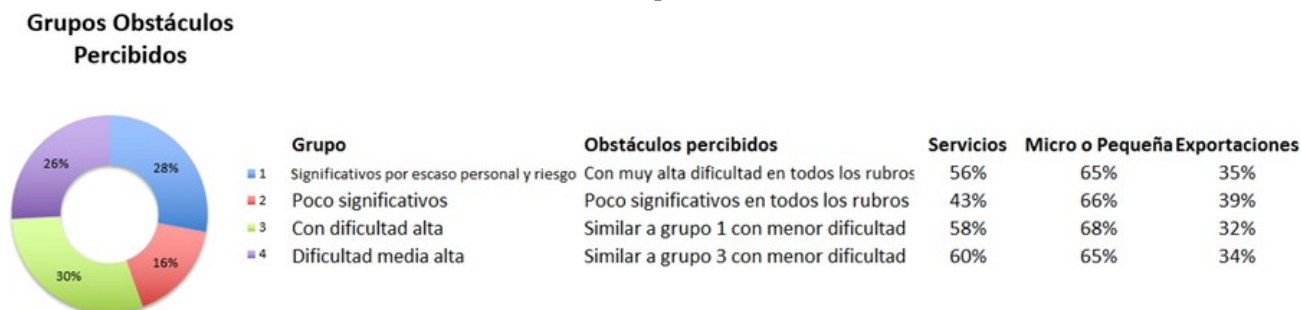 Grupos Obstáculos
Percibidos
26%
28%
16%
30%
Grupo Obstáculos percibidos Servicios Micro o Pequeña Exportaciones
1 Significativos por escaso personal y riesgo Con muy alta dificultad en todos los rubros 56% 65% 35%
2 Poco significativos Poco significativos en todos los rubros 43% 66% 39%
3 Con dificultad alta Similar a grupo 1 con menor dificultad 58% 68% 32%
4 Dificultad media alta Similar a grupo 3 con menor dificultad 60% 65% 34%